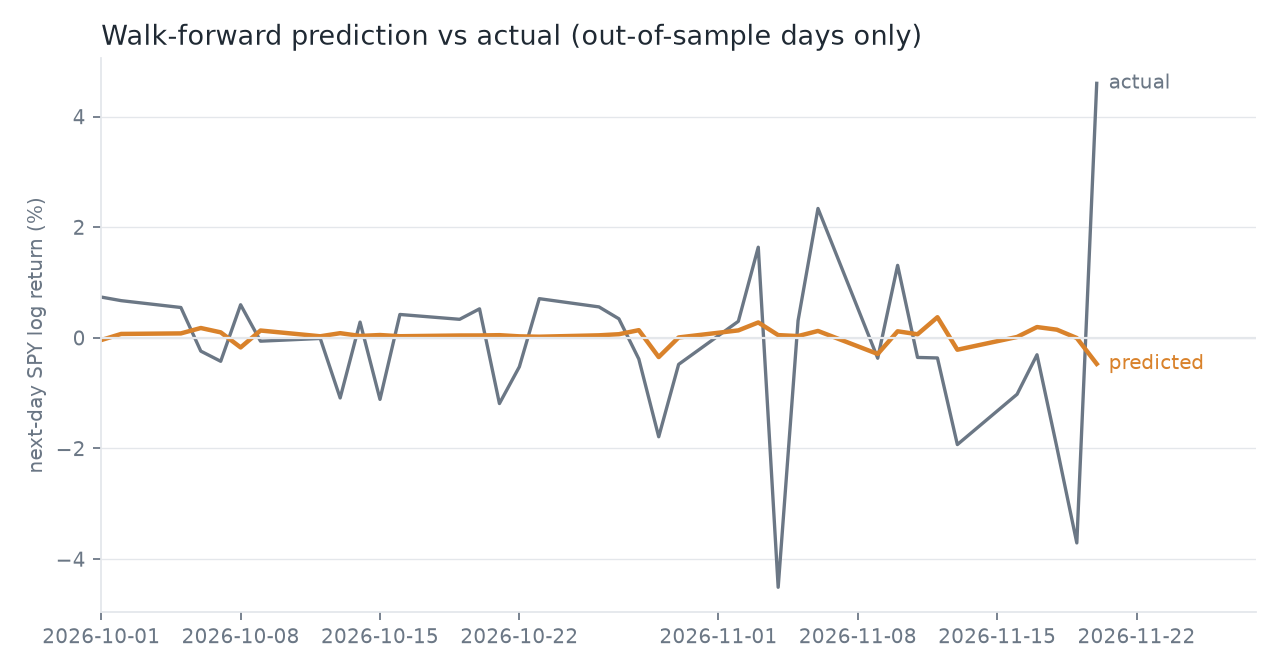 Walk-forward prediction vs actual (out-of-sample days only)
next-day SPY log return (%)
4
2
0
−2
−4
actual
predicted
2026-10-01 2026-10-08 2026-10-15 2026-10-22 2026-11-01 2026-11-08 2026-11-15 2026-11-22